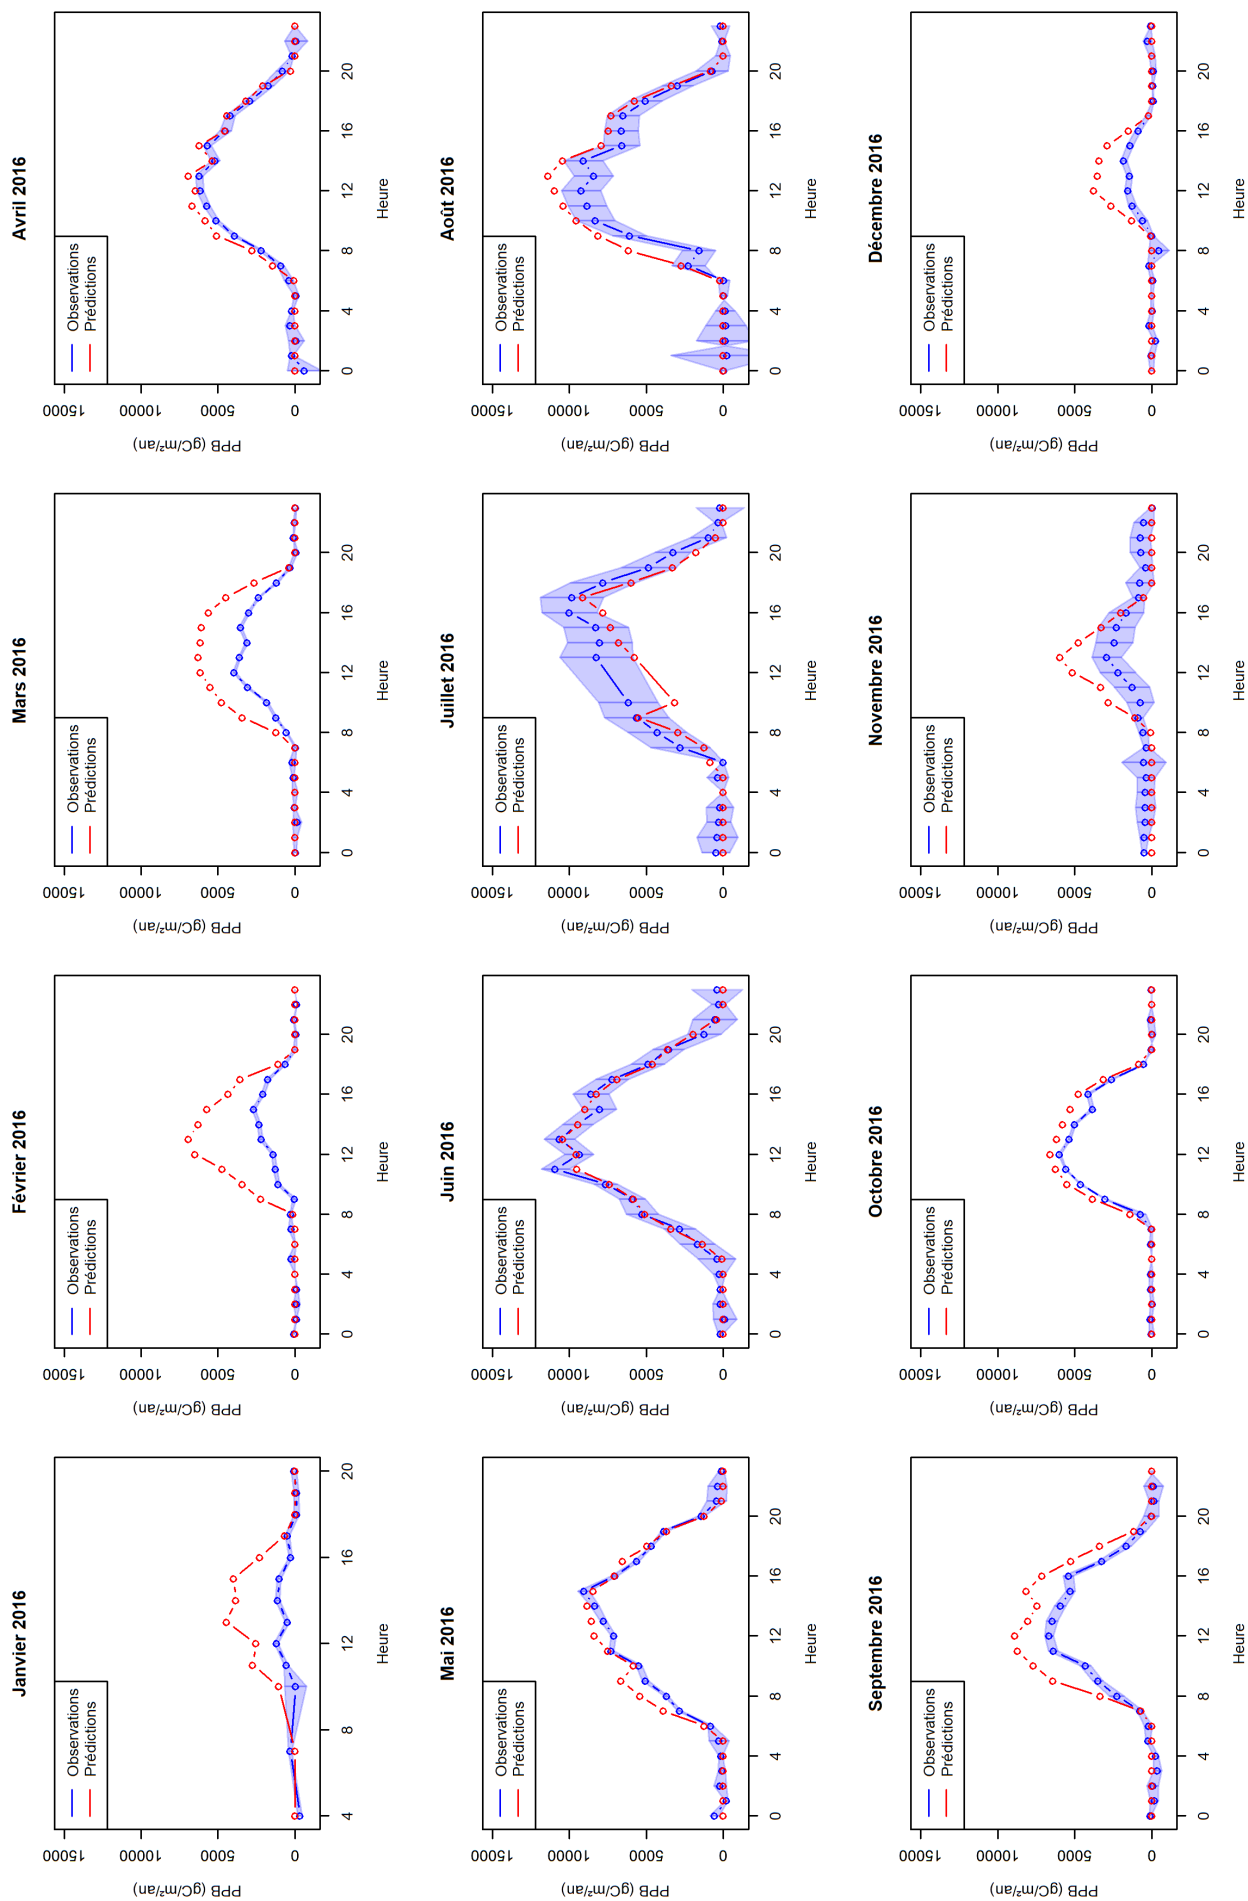 Janvier 2016
Observations
Prédictions
PPB (gC/m²/an)
15000
10000
5000
0
4 8 12 16 20
Heure
Février 2016
Observations
Prédictions
PPB (gC/m²/an)
15000
10000
5000
0
0 4 8 12 16 20
Heure
Mars 2016
Observations
Prédictions
PPB (gC/m²/an)
15000
10000
5000
0
0 4 8 12 16 20
Heure
Avril 2016
Observations
Prédictions
PPB (gC/m²/an)
15000
10000
5000
0
0 4 8 12 16 20
Heure
Mai 2016
Observations
Prédictions
PPB (gC/m²/an)
15000
10000
5000
0
0 4 8 12 16 20
Heure
Juin 2016
Observations
Prédictions
PPB (gC/m²/an)
15000
10000
5000
0
0 4 8 12 16 20
Heure
Juillet 2016
Observations
Prédictions
PPB (gC/m²/an)
15000
10000
5000
0
0 4 8 12 16 20
Heure
Août 2016
Observations
Prédictions
PPB (gC/m²/an)
15000
10000
5000
0
0 4 8 12 16 20
Heure
Septembre 2016
Observations
Prédictions
PPB (gC/m²/an)
15000
10000
5000
0
0 4 8 12 16 20
Heure
Octobre 2016
Observations
Prédictions
PPB (gC/m²/an)
15000
10000
5000
0
0 4 8 12 16 20
Heure
Novembre 2016
Observations
Prédictions
PPB (gC/m²/an)
15000
10000
5000
0
0 4 8 12 16 20
Heure
Décembre 2016
Observations
Prédictions
PPB (gC/m²/an)
15000
10000
5000
0
0 4 8 12 16 20
Heure